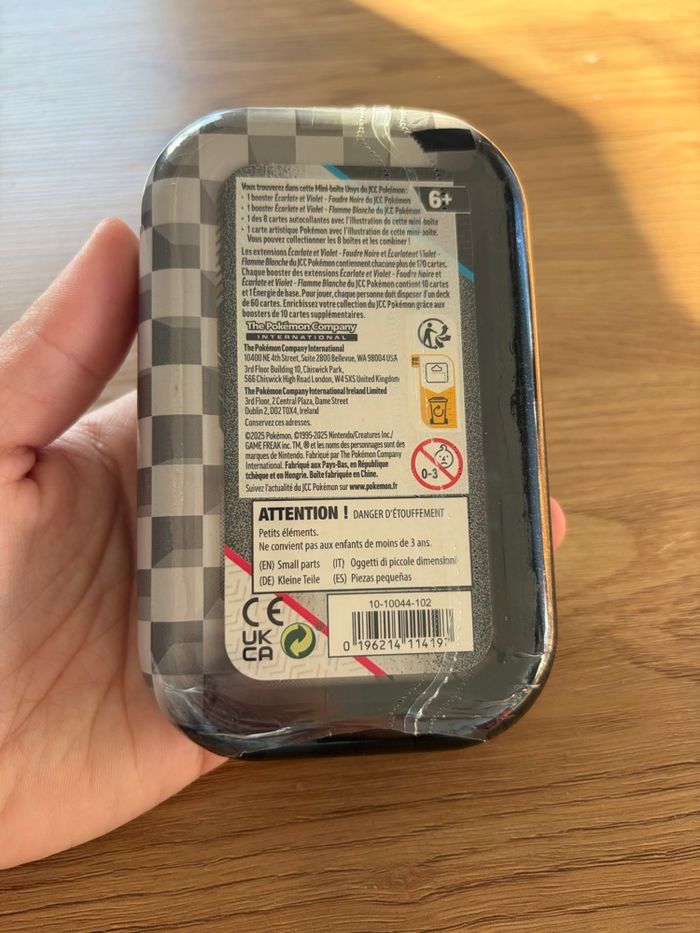 Vous trouverez dans cette Mini-boîte Unys du JCC Pokémon :
• 1 booster Écarlate et Violet – Foudre Noire du JCC Pokémon
• 1 booster Écarlate et Violet – Flamme Blanche du JCC Pokémon
• 1 des 8 cartes autocollantes avec l'illustration de cette mini-boîte
• 1 carte artistique Pokémon avec l'illustration de cette mini-boîte.
Vous pouvez collectionner les 8 boîtes et les combiner !
6+
Les extensions Écarlate et Violet – Foudre Noire et Écarlate et Violet –
Flamme Blanche du JCC Pokémon contiennent chacune plus de 170 cartes.
Chaque booster des extensions Écarlate et Violet – Foudre Noire et
Écarlate et Violet – Flamme Blanche du JCC Pokémon contient 10 cartes
et 1 Énergie de base. Pour jouer, chaque personne doit disposer d'un deck
de 60 cartes. Enrichissez votre collection du JCC Pokémon grâce aux
boosters de 10 cartes supplémentaires.
The Pokémon Company
INTERNATIONAL
The Pokémon Company International
10400 NE 4th Street, Suite 2800 Bellevue, WA 98004 USA
3rd Floor Building 10, Chiswick Park,
566 Chiswick High Road London, W4 5XS United Kingdom
The Pokémon Company International Ireland Limited
3rd Floor, 2 Central Plaza, Dame Street
Dublin 2, D02 T0X4, Ireland
Conservez ces adresses.
©2025 Pokémon. ©1995-2025 Nintendo/Creatures Inc./
GAME FREAK inc. TM, ® et les noms des personnages sont des
marques de Nintendo. Fabriqué par The Pokémon Company
International. Fabriqué aux Pays-Bas, en République
tchèque et en Hongrie. Boîte fabriquée en Chine.
Suivez l'actualité du JCC Pokémon sur www.pokemon.fr
0-3
ATTENTION ! DANGER D'ÉTOUFFEMENT
Petits éléments.
Ne convient pas aux enfants de moins de 3 ans.
(EN) Small parts (IT) Oggetti di piccole dimensioni
(DE) Kleine Teile (ES) Piezas pequeñas
CE
UK
CA
10-10044-102
0 196214 11419